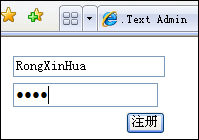 .Text Admin
RongXinHua
●●●●
注册